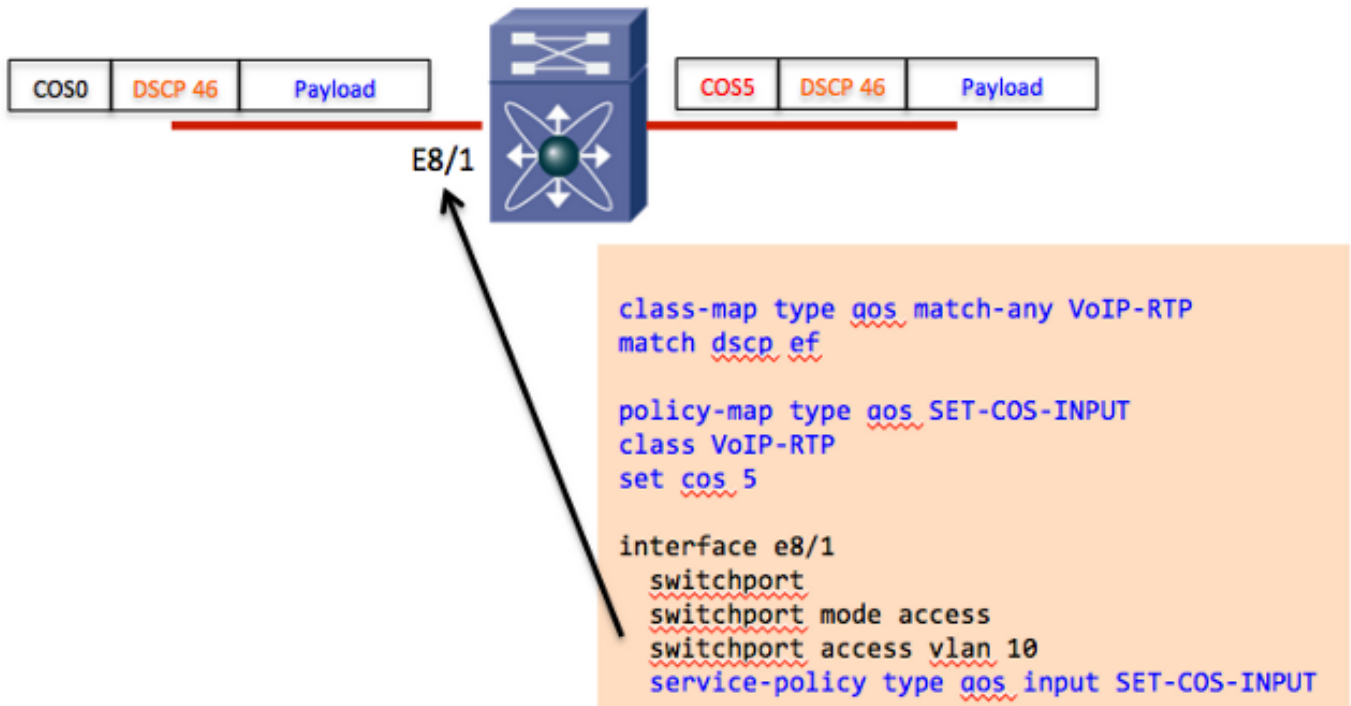 COS0 DSCP 46 Payload
COS5 DSCP 46 Payload
E8/1
class-map type qos match-any VoIP-RTP
match dscp ef
policy-map type qos SET-COS-INPUT
class VoIP-RTP
set cos 5
interface e8/1
switchport
switchport mode access
switchport access vlan 10
service-policy type qos input SET-COS-INPUT